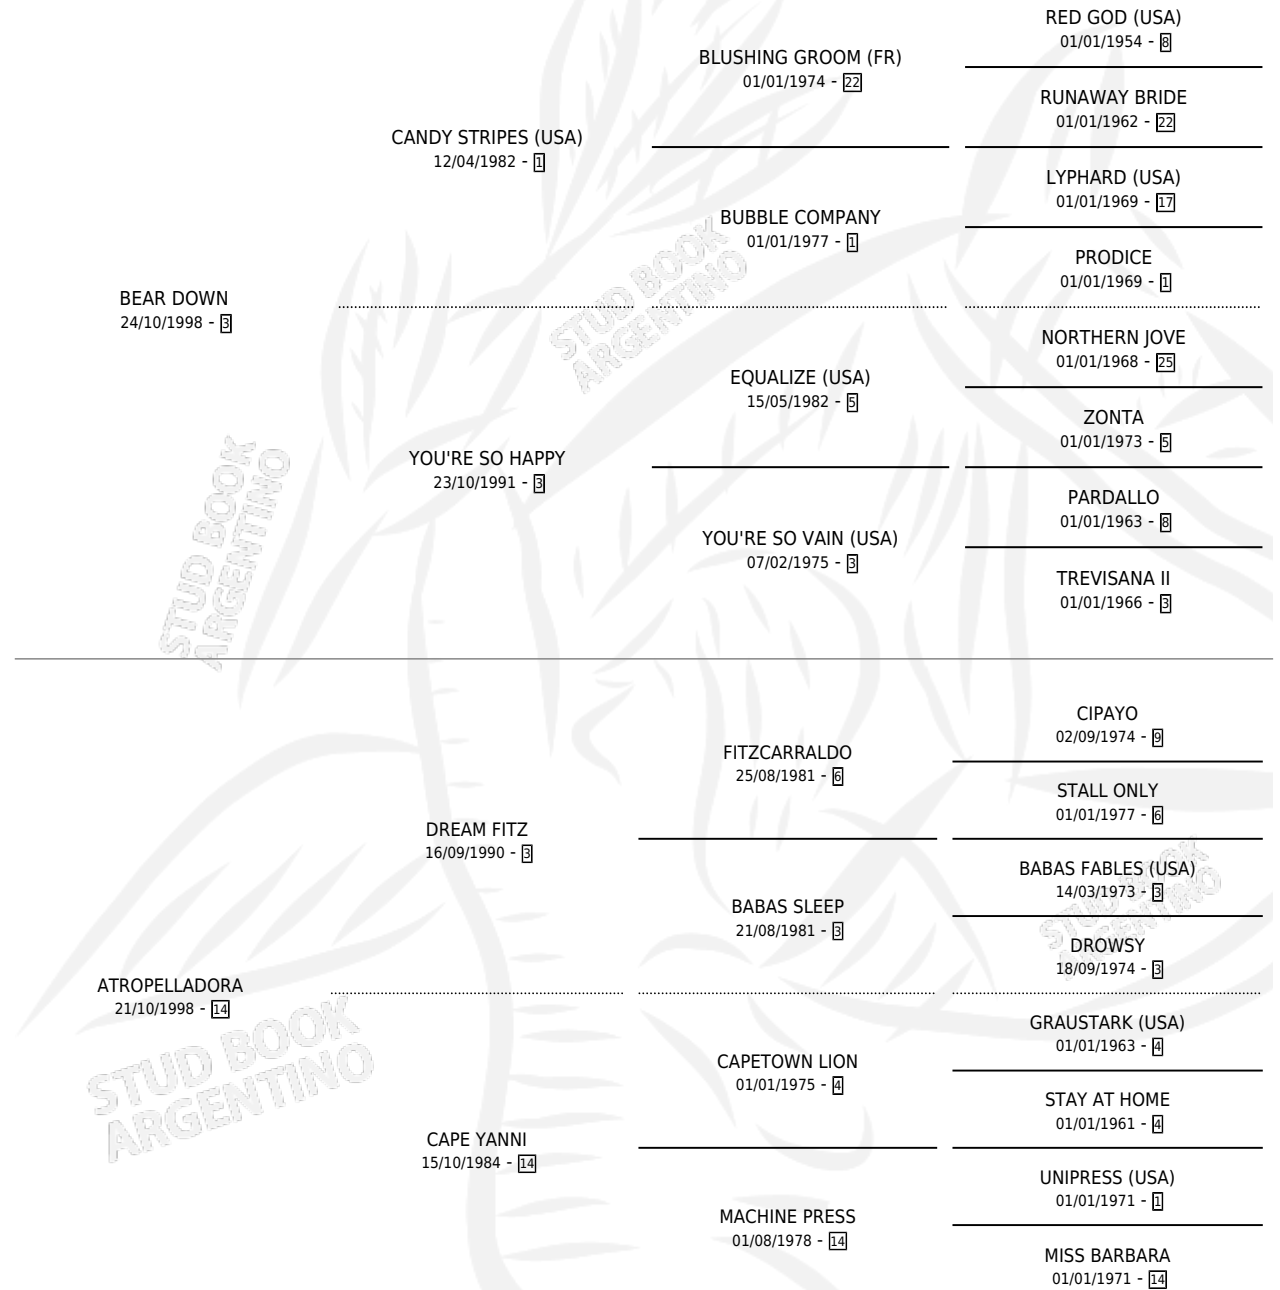 RED GOD (USA)
01/01/1954 - 8
BLUSHING GROOM (FR)
01/01/1974 - 22
RUNAWAY BRIDE
01/01/1962 - 22
CANDY STRIPES (USA)
12/04/1982 - 1
LYPHARD (USA)
01/01/1969 - 17
BUBBLE COMPANY
01/01/1977 - 1
PRODICE
01/01/1969 - 1
BEAR DOWN
24/10/1998 - 3
NORTHERN JOVE
01/01/1968 - 25
EQUALIZE (USA)
15/05/1982 - 5
ZONTA
01/01/1973 - 5
YOU'RE SO HAPPY
23/10/1991 - 3
PARDALLO
01/01/1963 - 8
YOU'RE SO VAIN (USA)
07/02/1975 - 3
TREVISANA II
01/01/1966 - 3
STUD BOOK
ARGENTINO
STUD BOOK
ARGENTINO
CIPAYO
02/09/1974 - 9
FITZCARRALDO
25/08/1981 - 6
STALL ONLY
01/01/1977 - 6
DREAM FITZ
16/09/1990 - 3
BABAS FABLES (USA)
14/03/1973 - 3
BABAS SLEEP
21/08/1981 - 3
DROWSY
18/09/1974 - 3
STUD BOOK
ARGENTINO
ATROPELLADORA
21/10/1998 - 14
GRAUSTARK (USA)
01/01/1963 - 4
CAPETOWN LION
01/01/1975 - 4
STAY AT HOME
01/01/1961 - 4
STUD BOOK
ARGENTINO
CAPE YANNI
15/10/1984 - 14
UNIPRESS (USA)
01/01/1971 - 1
MACHINE PRESS
01/08/1978 - 14
MISS BARBARA
01/01/1971 - 14